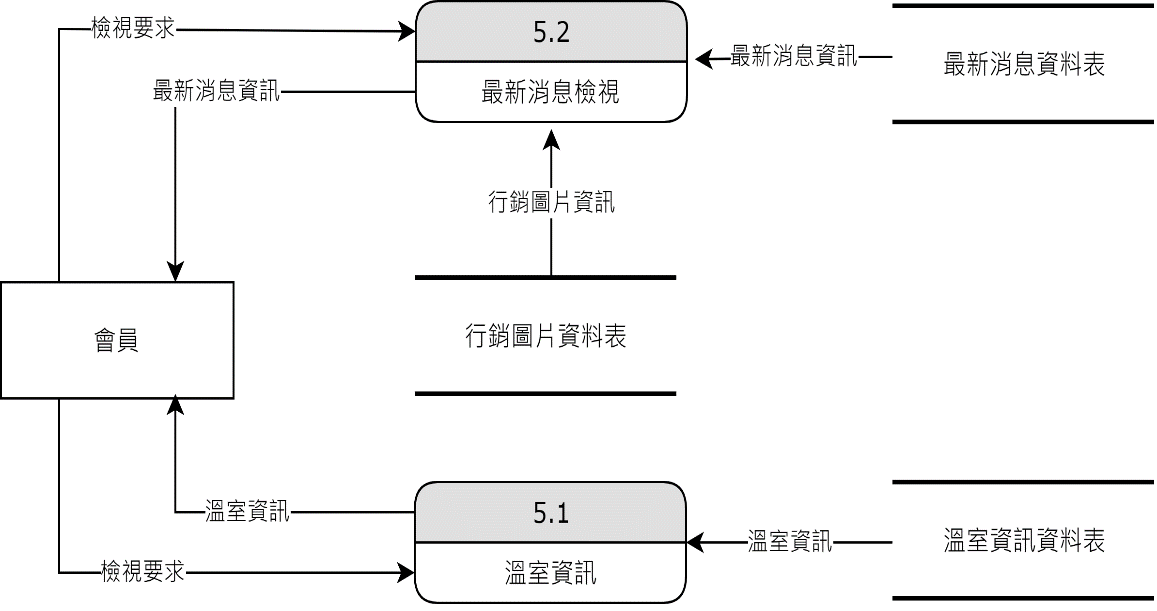 檢視要求
5.2
最新消息資訊
最新消息資料表
最新消息資訊
最新消息檢視
行銷圖片資訊
會員
行銷圖片資料表
溫室資訊
5.1
溫室資訊
溫室資訊資料表
檢視要求
溫室資訊